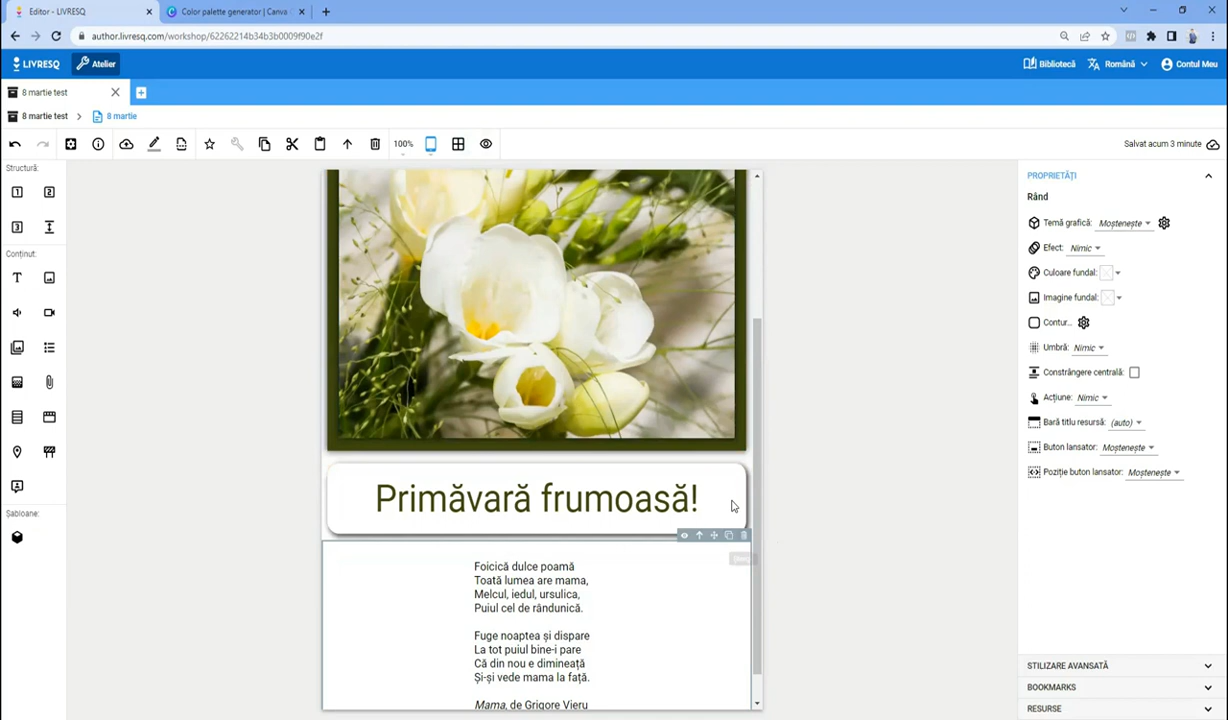 Editor - LIVRESQ
Color palette generator | Canva
author.livresq.com/workshop/62262214b34b3b0009f90e2f
LIVRESQ
Atelier
Bibliotecă
Română
Contul Meu
8 martie test
8 martie test > 8 martie
100%
Salvat acum 3 minute
Structură:
Conținut:
Șabloane:
Primăvară frumoasă!
Foicică dulce poamă
Toată lumea are mama,
Melcul, iedul, ursulica,
Puiul cel de rândunică.
Fuge noaptea și dispare
La tot puiul bine-i pare
Că din nou e dimineață
Și-și vede mama la față.
Mama, de Grigore Vieru
PROPRIETĂȚI
Rând
Temă grafică: Moștenește
Efect: Nimic
Culoare fundal:
Imagine fundal:
Contur...
Umbră: Nimic
Constrângere centrală:
Acțiune: Nimic
Bară titlu resursă: (auto)
Buton lansator: Moștenește
Poziție buton lansator: Moștenește
STILIZARE AVANSATĂ
BOOKMARKS
RESURSE